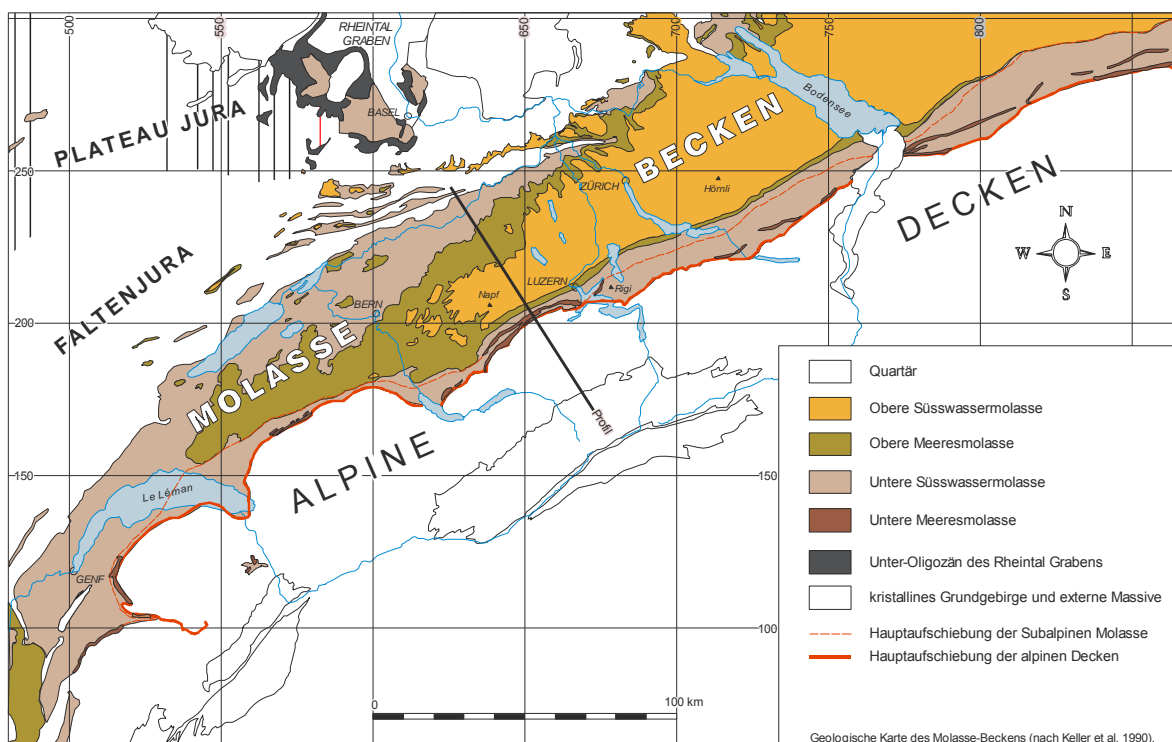 500
550
650
700
750
800
RHEINTAL
GRABEN
BASEL
PLATEAU JURA
Bodensee
BECKEN
250
ZÜRICH
Hörnli
DECKEN
N
W E
S
FALTENJURA
LUZERN
Rigi
Napf
BERN
200
MOLASSE
Profil
ALPINE
150
150
Le Léman
GENF
100
100
0 100 km
Quartär
Obere Süsswassermolasse
Obere Meeresmolasse
Untere Süsswassermolasse
Untere Meeresmolasse
Unter-Oligozän des Rheintal Grabens
kristallines Grundgebirge und externe Massive
Hauptaufschiebung der Subalpinen Molasse
Hauptaufschiebung der alpinen Decken
Geologische Karte des Molasse-Beckens (nach Keller et al. 1990).